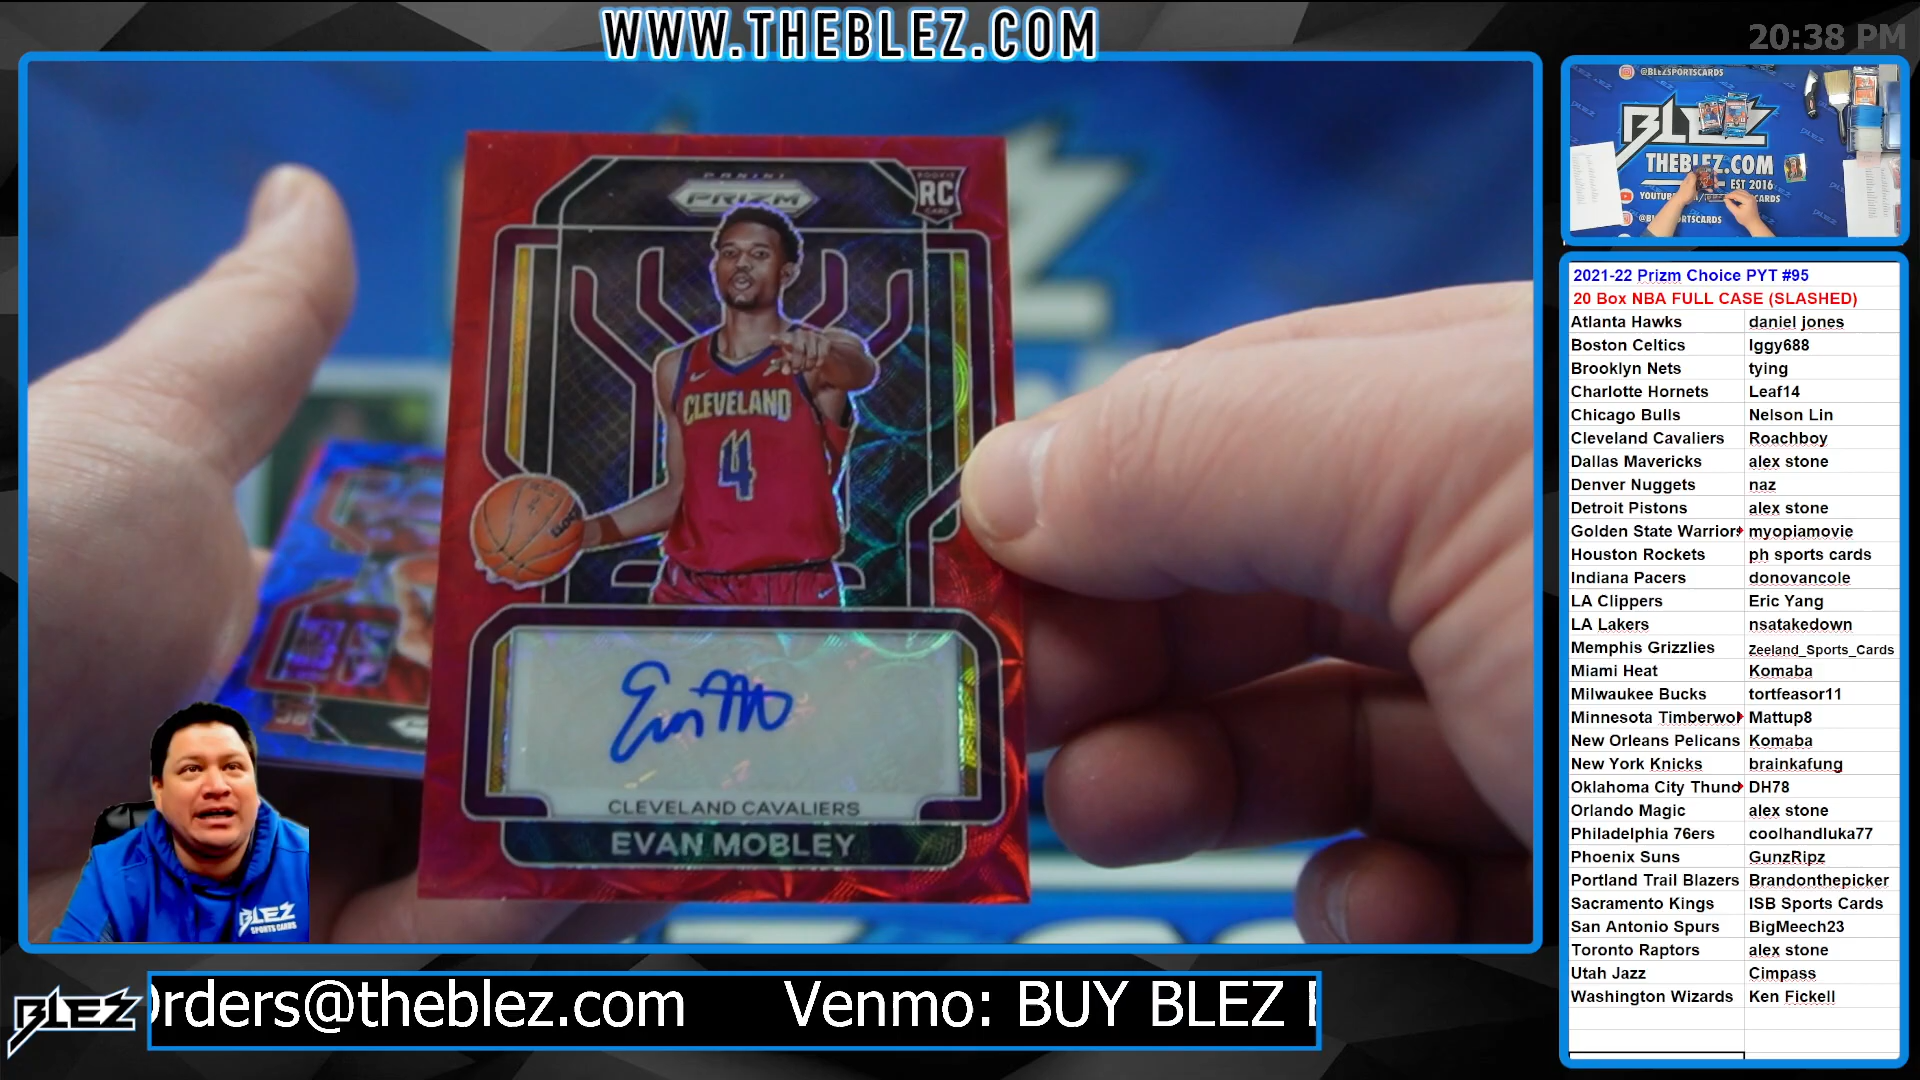 WWW.THEBLEZ.COM
20:38 PM
PANINI
PRIZM
ROOKIE
RC
CARD
CLEVELAND
4
CLEVELAND CAVALIERS
EVAN MOBLEY
BLEZ
SPORTS CARDS
BLEZ
rders@theblez.com Venmo: BUY BLEZ
@BLEZSPORTSCARDS
BLEZ
THEBLEZ.COM
EST 2016
2021-22 Prizm Choice PYT #95
20 Box NBA FULL CASE (SLASHED)
Atlanta Hawks daniel jones
Boston Celtics Iggy688
Brooklyn Nets tying
Charlotte Hornets Leaf14
Chicago Bulls Nelson Lin
Cleveland Cavaliers Roachboy
Dallas Mavericks alex stone
Denver Nuggets naz
Detroit Pistons alex stone
Golden State Warriors myopiamovie
Houston Rockets ph sports cards
Indiana Pacers donovancole
LA Clippers Eric Yang
LA Lakers nsatakedown
Memphis Grizzlies Zeeland_Sports_Cards
Miami Heat Komaba
Milwaukee Bucks tortfeasor11
Minnesota Timberwol Mattup8
New Orleans Pelicans Komaba
New York Knicks brainkafung
Oklahoma City Thund DH78
Orlando Magic alex stone
Philadelphia 76ers coolhandluka77
Phoenix Suns GunzRipz
Portland Trail Blazers Brandonthepicker
Sacramento Kings ISB Sports Cards
San Antonio Spurs BigMeech23
Toronto Raptors alex stone
Utah Jazz Cimpass
Washington Wizards Ken Fickell